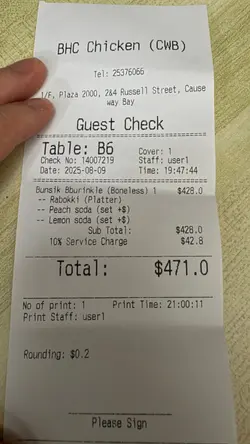 BHC Chicken (CWB)
Tel: 25376066
1/F, Plaza 2000, 2&4 Russell Street, Cause
way Bay
Guest Check
Table: B6 Cover: 1
Check No: 14007219 Staff: user1
Date: 2025-08-09 Time: 19:47:44
Bunsik Bburinkle (Boneless) 1 $428.0
-- Rabokki (Platter)
-- Peach soda (set +$)
-- Lemon soda (set +$)
Sub Total: $428.0
10% Service Charge $42.8
Total: $471.0
No of print: 1 Print Time: 21:00:11
Print Staff: user1
Rounding: $0.2
Please Sign